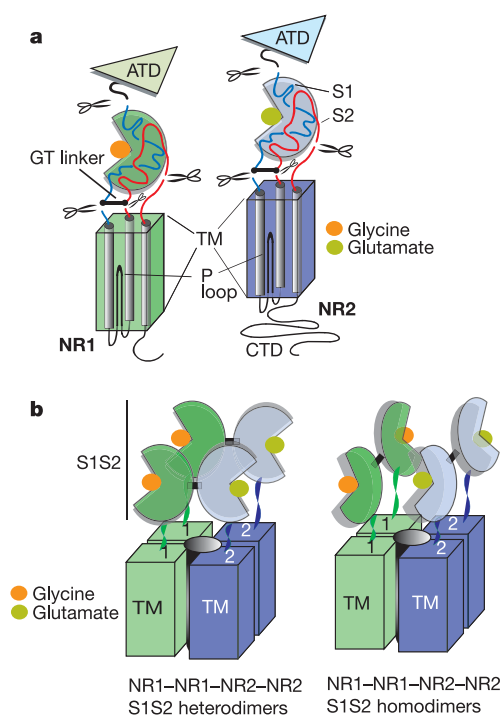 a
ATD
ATD
S1
S2
GT linker
TM
Glycine
Glutamate
P
loop
NR1
NR2
CTD
b
S1S2
1
1
2
2
TM
TM
1
1
2
2
TM
TM
Glycine
Glutamate
NR1–NR1–NR2–NR2
S1S2 heterodimers
NR1–NR1–NR2–NR2
S1S2 homodimers